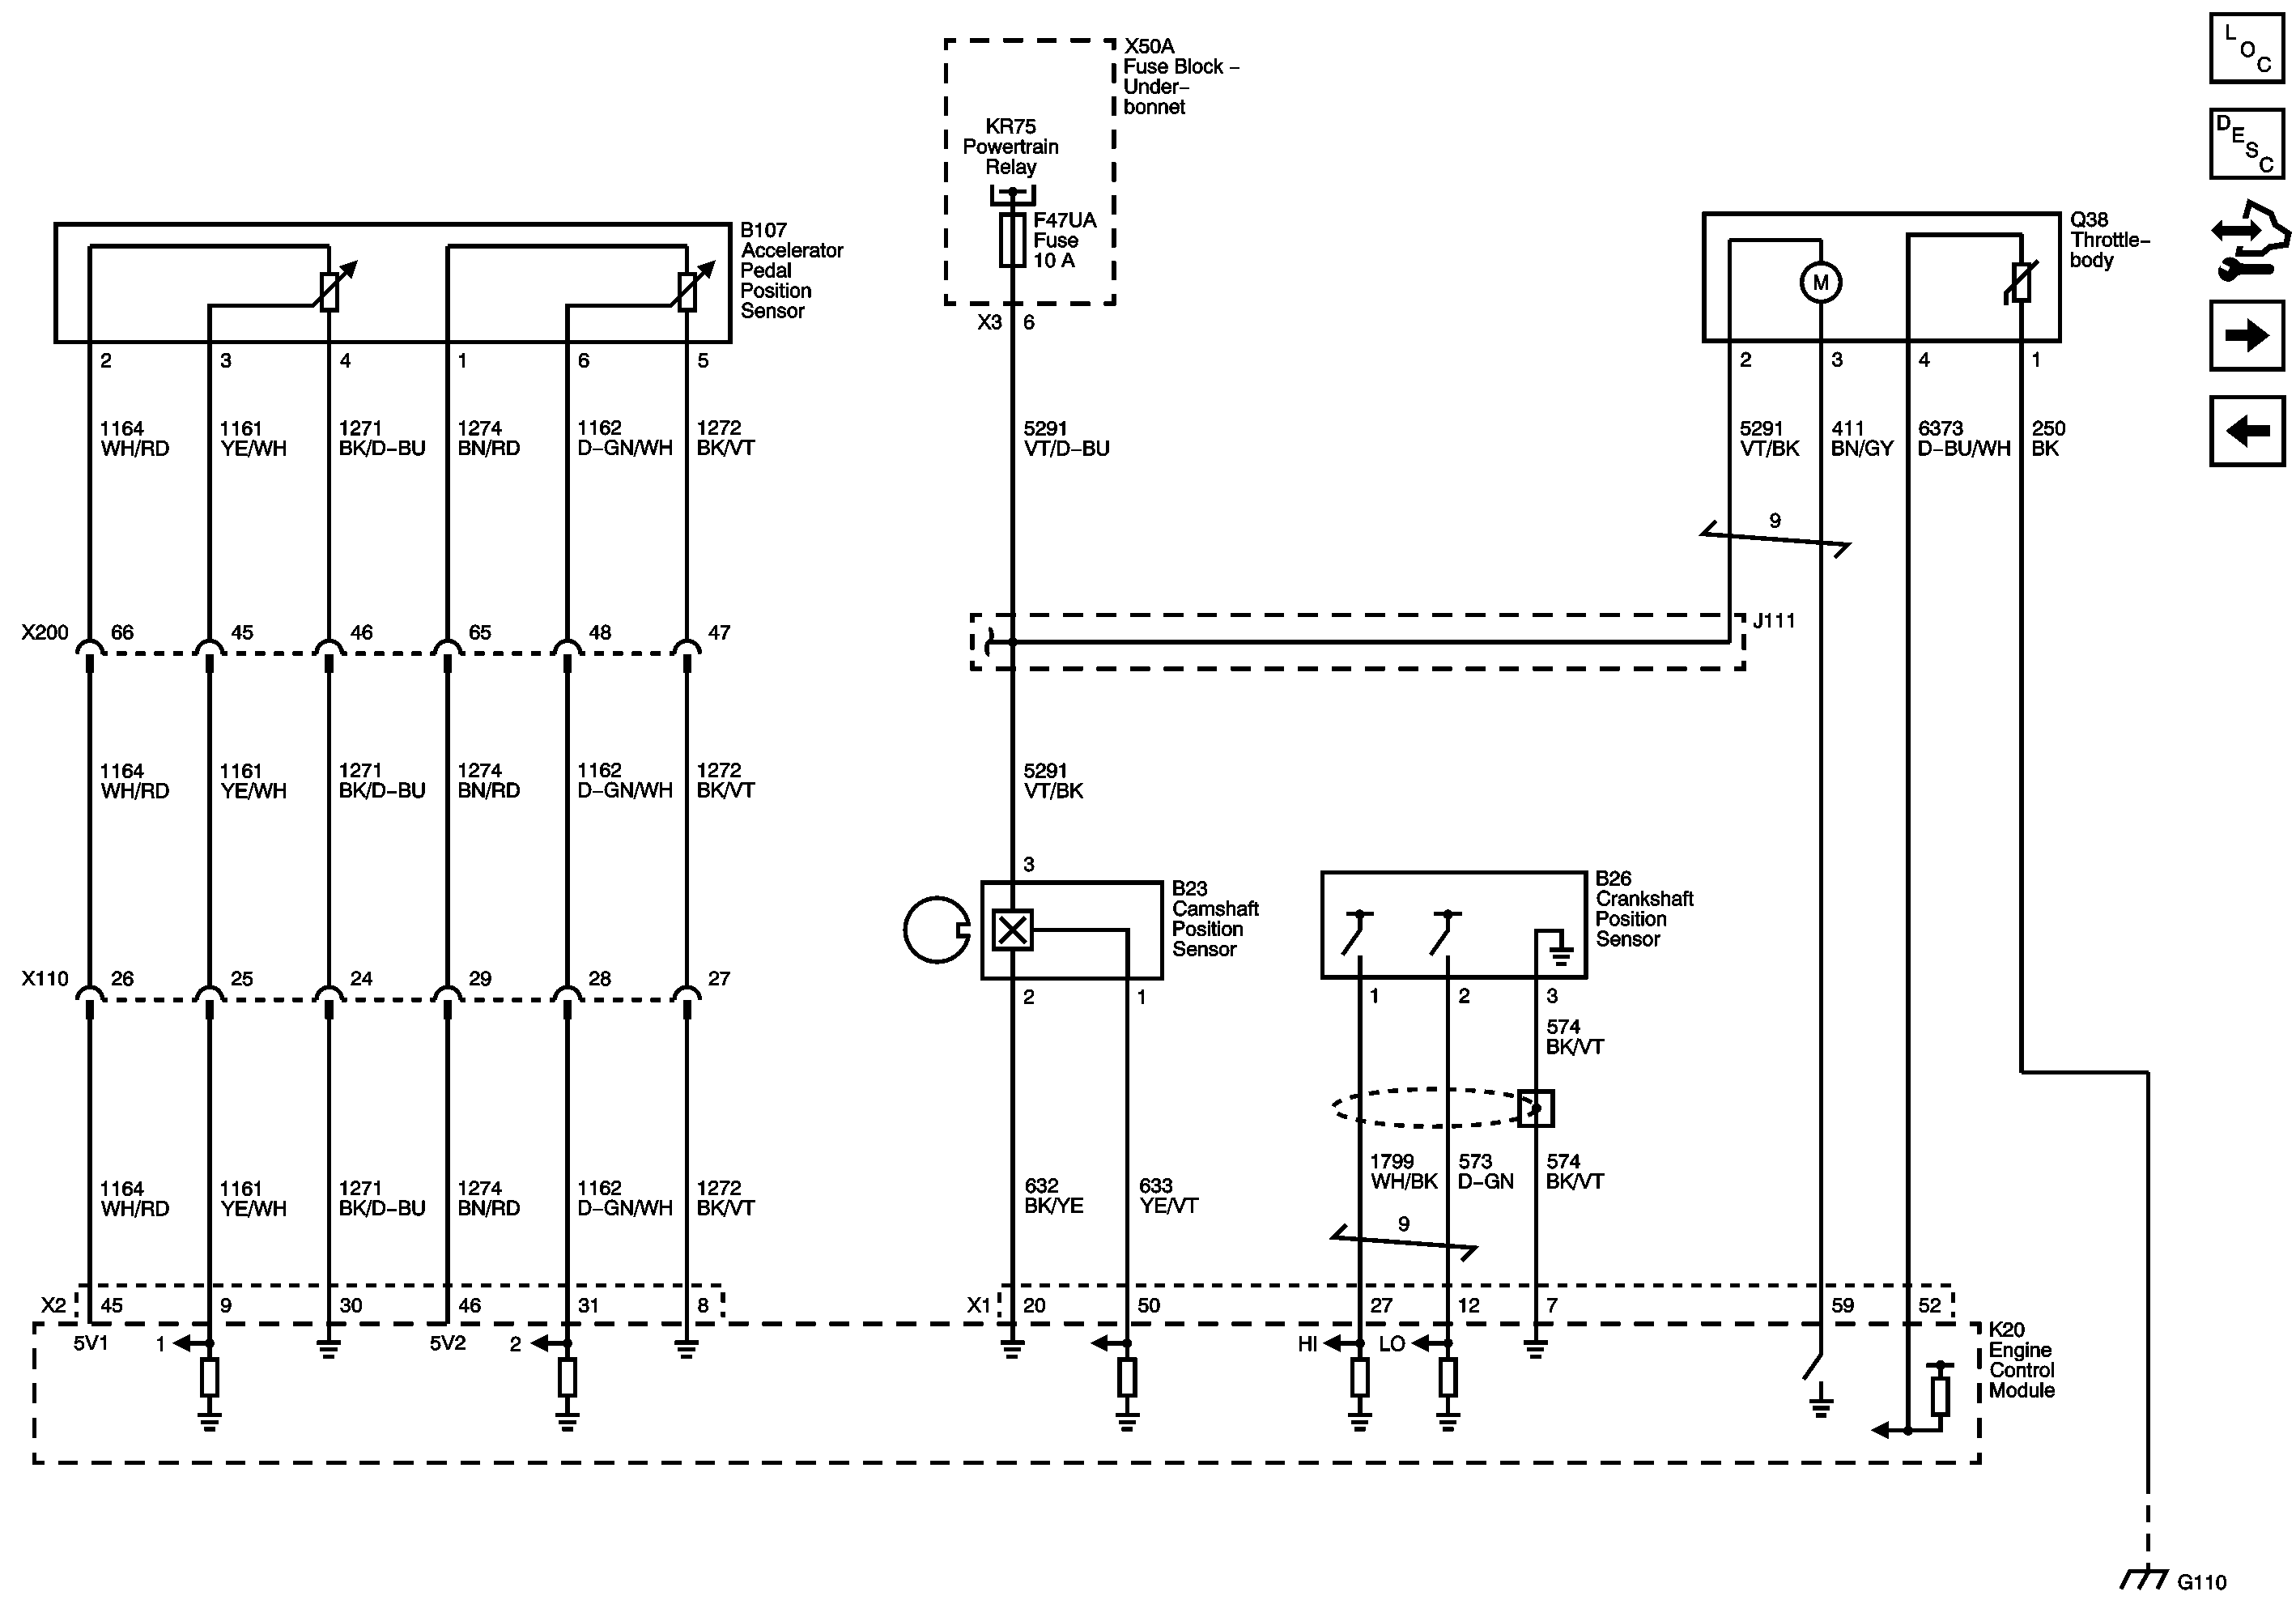 X50A
Fuse Block –
Under–
bonnet
KR75
Powertrain
Relay
F47UA
Fuse
10 A
X3 6
L
O
C
D
E
S
C
B107
Accelerator
Pedal
Position
Sensor
Q38
Throttle–
body
M
2 3 4 1 6 5
2 3 4 1
1164 1161 1271 1274 1162 1272 5291 5291 411 6373 250
WH/RD YE/WH BK/D–BU BN/RD D–GN/WH BK/VT VT/D–BU VT/BK BN/GY D–BU/WH BK
9
J111
X200 66 45 46 65 48 47
1164 1161 1271 1274 1162 1272 5291
WH/RD YE/WH BK/D–BU BN/RD D–GN/WH BK/VT VT/BK
3
B23
Camshaft
Position
Sensor
B26
Crankshaft
Position
Sensor
X110 26 25 24 29 28 27
2 1 1 2 3
574
BK/VT
1799 573 574
WH/BK D–GN BK/VT
1164 1161 1271 1274 1162 1272 632 633
WH/RD YE/WH BK/D–BU BN/RD D–GN/WH BK/VT BK/YE YE/VT
9
X2 45 9 30 46 31 8 X1 20 50 27 12 7 59 52
5V1 1 5V2 2 HI LO
K20
Engine
Control
Module
G110